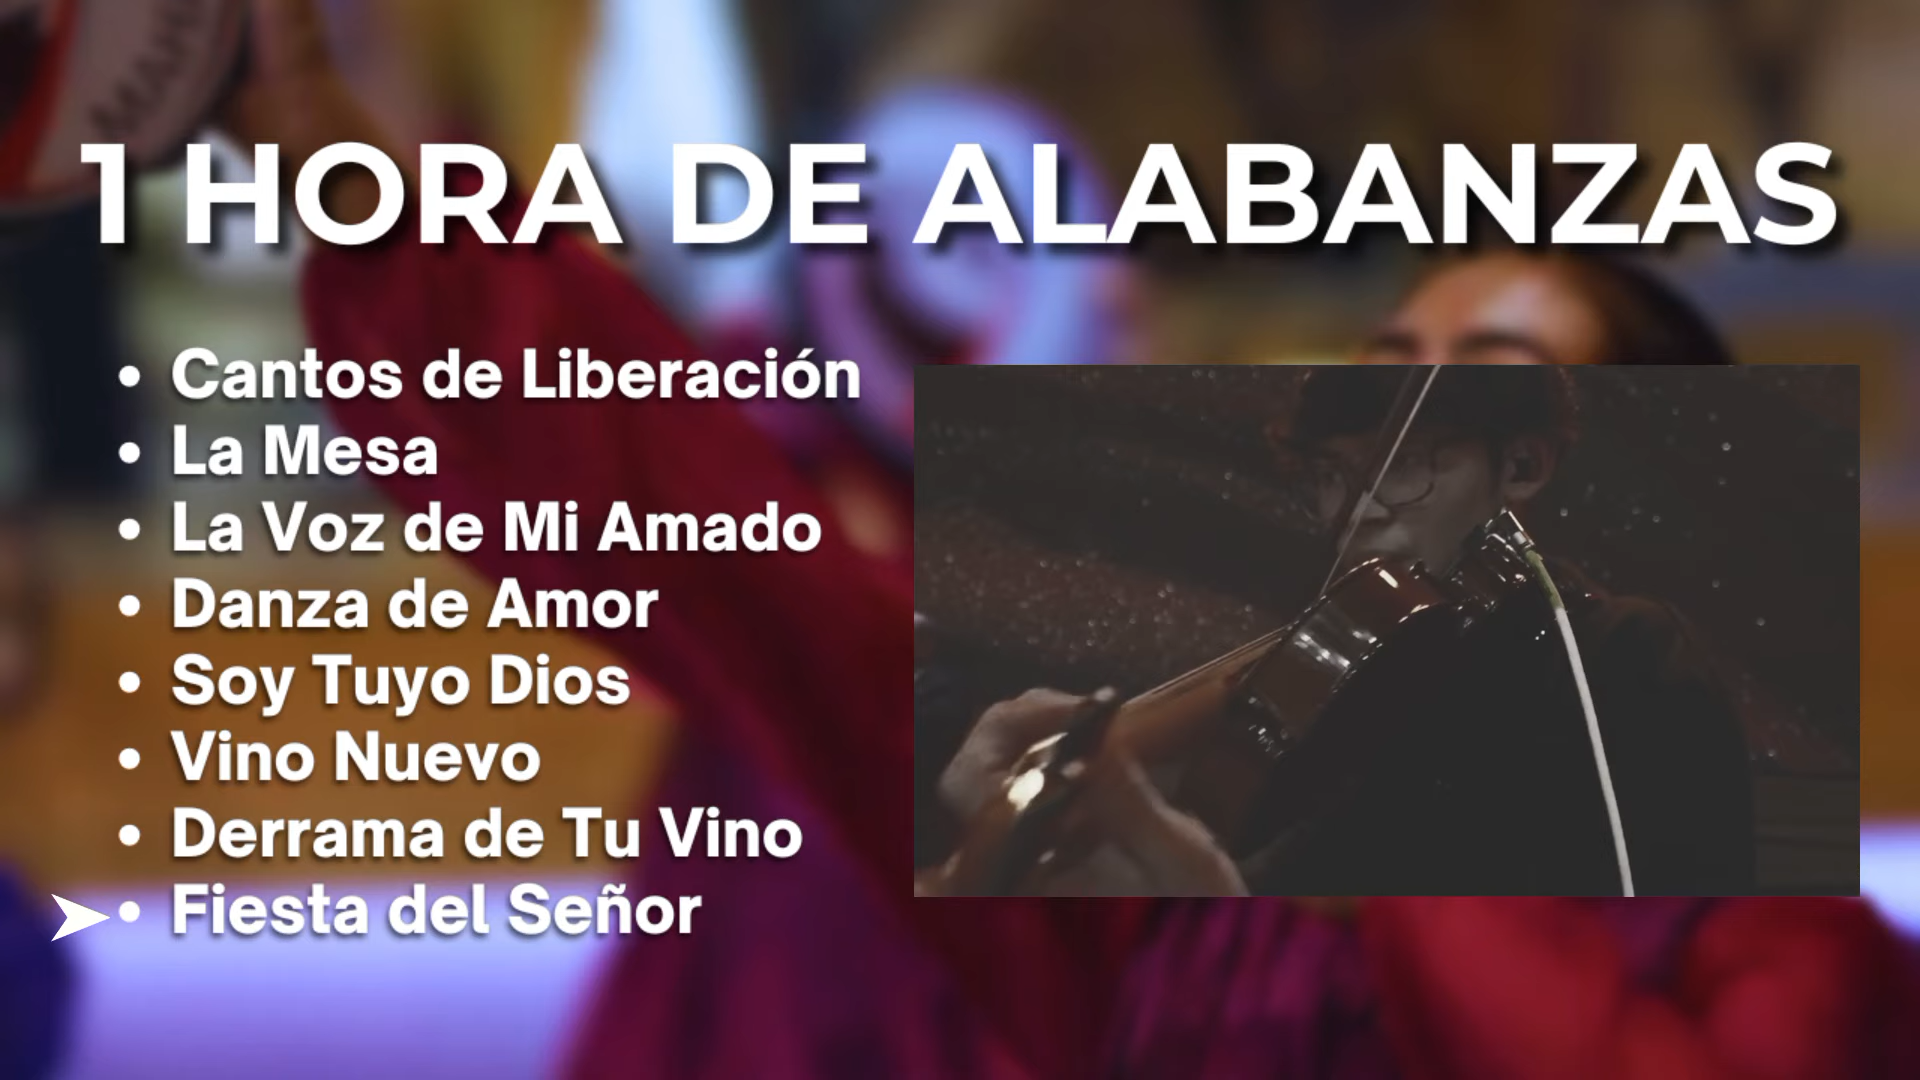 1 HORA DE ALABANZAS
Cantos de Liberación
La Mesa
La Voz de Mi Amado
Danza de Amor
Soy Tuyo Dios
Vino Nuevo
Derrama de Tu Vino
Fiesta del Señor